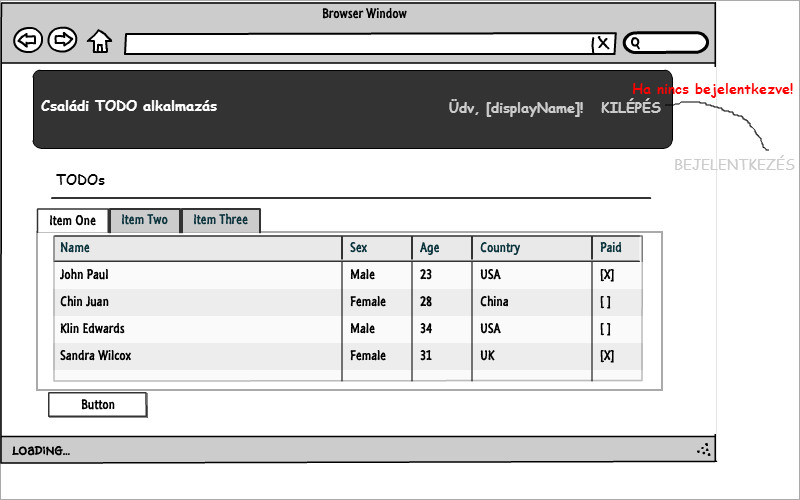 Browser Window
X
Ha nincs bejelentkezve!
Családi TODO alkalmazás
Üdv, [displayName]! KILÉPÉS
BEJELENTKEZÉS
TODOs
Item One Item Two Item Three
Name Sex Age Country Paid
John Paul Male 23 USA [X]
Chin Juan Female 28 China [ ]
Klin Edwards Male 34 USA [ ]
Sandra Wilcox Female 31 UK [X]
Button
LOADING...